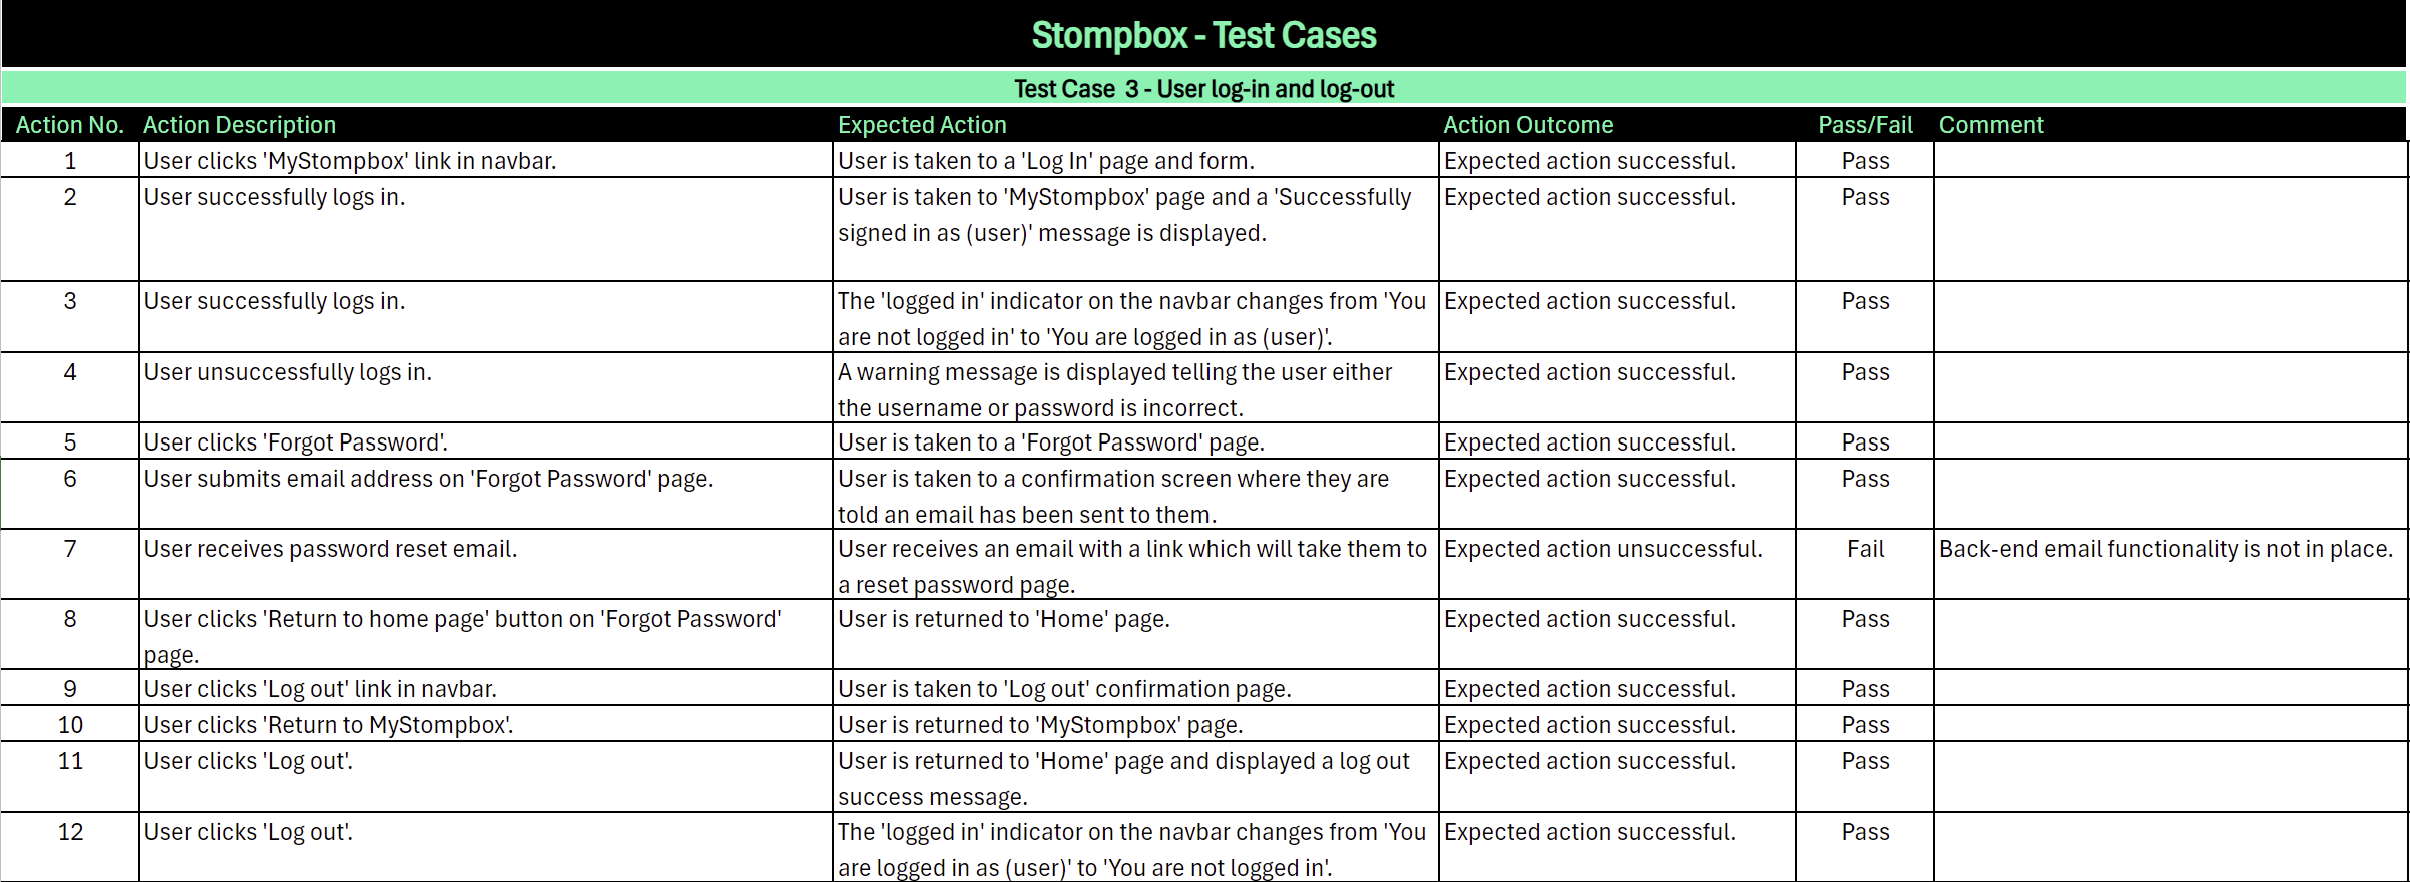 Stompbox - Test Cases
Test Case  3 - User log-in and log-out
Action No. Action Description Expected Action Action Outcome Pass/Fail Comment
1 User clicks 'MyStompbox' link in navbar. User is taken to a 'Log In' page and form. Expected action successful. Pass
2 User successfully logs in. User is taken to 'MyStompbox' page and a 'Successfully Expected action successful. Pass
signed in as (user)' message is displayed.
3 User successfully logs in. The 'logged in' indicator on the navbar changes from 'You Expected action successful. Pass
are not logged in' to 'You are logged in as (user)'.
4 User unsuccessfully logs in. A warning message is displayed telling the user either Expected action successful. Pass
the username or password is incorrect.
5 User clicks 'Forgot Password'. User is taken to a 'Forgot Password' page. Expected action successful. Pass
6 User submits email address on 'Forgot Password' page. User is taken to a confirmation screen where they are Expected action successful. Pass
told an email has been sent to them.
7 User receives password reset email. User receives an email with a link which will take them to Expected action unsuccessful. Fail Back-end email functionality is not in place.
a reset password page.
8 User clicks 'Return to home page' button on 'Forgot Password' User is returned to 'Home' page. Expected action successful. Pass
page.
9 User clicks 'Log out' link in navbar. User is taken to 'Log out' confirmation page. Expected action successful. Pass
10 User clicks 'Return to MyStompbox'. User is returned to 'MyStompbox' page. Expected action successful. Pass
11 User clicks 'Log out'. User is returned to 'Home' page and displayed a log out Expected action successful. Pass
success message.
12 User clicks 'Log out'. The 'logged in' indicator on the navbar changes from 'You Expected action successful. Pass
are logged in as (user)' to 'You are not logged in'.